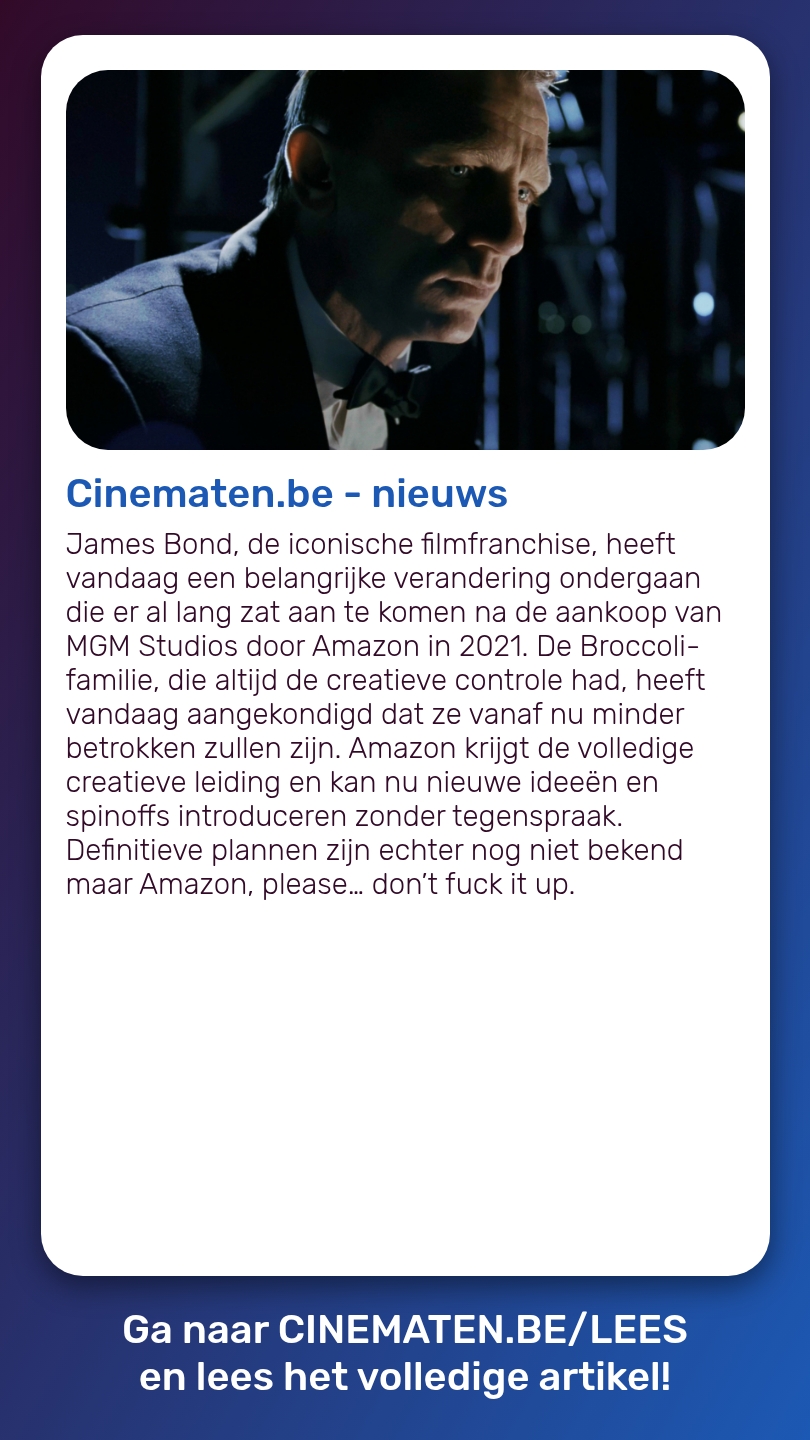 Cinematen.be - nieuws
James Bond, de iconische filmfranchise, heeft
vandaag een belangrijke verandering ondergaan
die er al lang zat aan te komen na de aankoop van
MGM Studios door Amazon in 2021. De Broccoli-
familie, die altijd de creatieve controle had, heeft
vandaag aangekondigd dat ze vanaf nu minder
betrokken zullen zijn. Amazon krijgt de volledige
creatieve leiding en kan nu nieuwe ideeën en
spinoffs introduceren zonder tegenspraak.
Definitieve plannen zijn echter nog niet bekend
maar Amazon, please… don’t fuck it up.
Ga naar CINEMATEN.BE/LEES
en lees het volledige artikel!